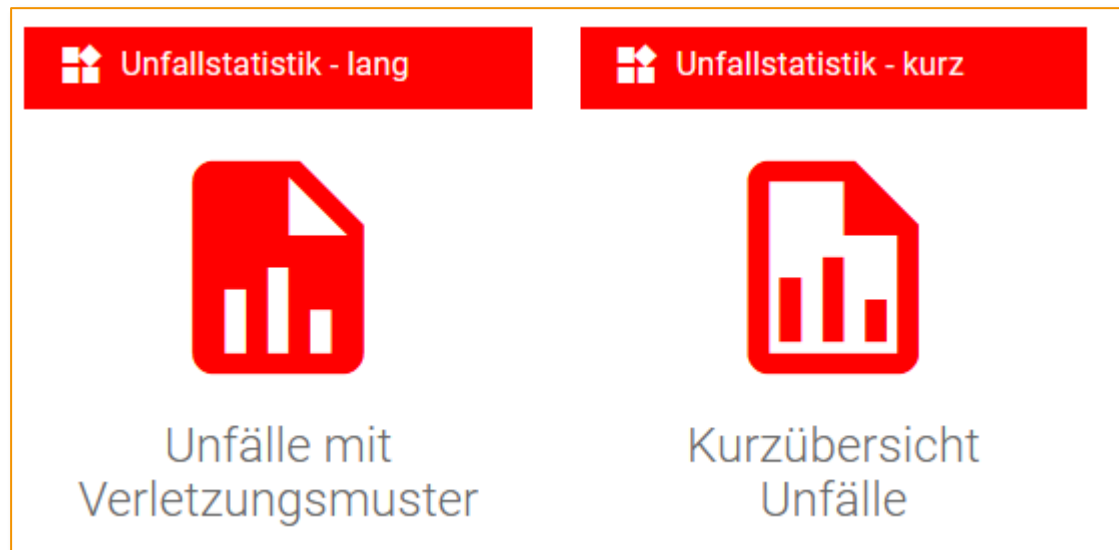 Unfallstatistik - lang
Unfälle mit
Verletzungsmuster
Unfallstatistik - kurz
Kurzübersicht
Unfälle